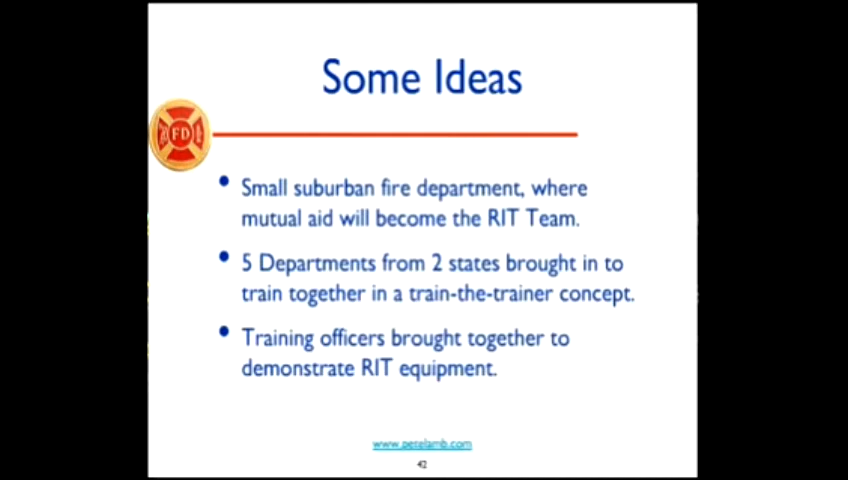 Some Ideas
FD
• Small suburban fire department, where
mutual aid will become the RIT Team.
• 5 Departments from 2 states brought in to
train together in a train-the-trainer concept.
• Training officers brought together to
demonstrate RIT equipment.
www.petelamb.com
42